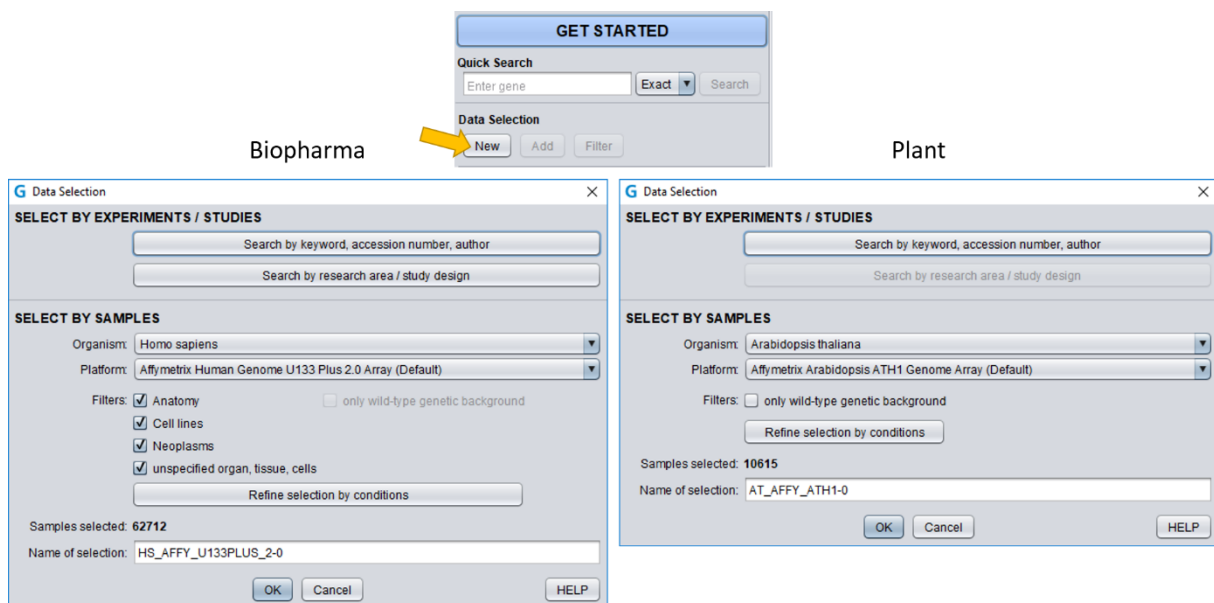 GET STARTED
Quick Search
Enter gene Exact Search
Data Selection
New Add Filter
Biopharma
Plant
G Data Selection
SELECT BY EXPERIMENTS / STUDIES
Search by keyword, accession number, author
Search by research area / study design
SELECT BY SAMPLES
Organism: Homo sapiens
Platform: Affymetrix Human Genome U133 Plus 2.0 Array (Default)
Filters: Anatomy only wild-type genetic background
Cell lines
Neoplasms
unspecified organ, tissue, cells
Refine selection by conditions
Samples selected: 62712
Name of selection: HS_AFFY_U133PLUS_2-0
OK Cancel HELP
G Data Selection
SELECT BY EXPERIMENTS / STUDIES
Search by keyword, accession number, author
Search by research area / study design
SELECT BY SAMPLES
Organism: Arabidopsis thaliana
Platform: Affymetrix Arabidopsis ATH1 Genome Array (Default)
Filters: only wild-type genetic background
Refine selection by conditions
Samples selected: 10615
Name of selection: AT_AFFY_ATH1-0
OK Cancel HELP